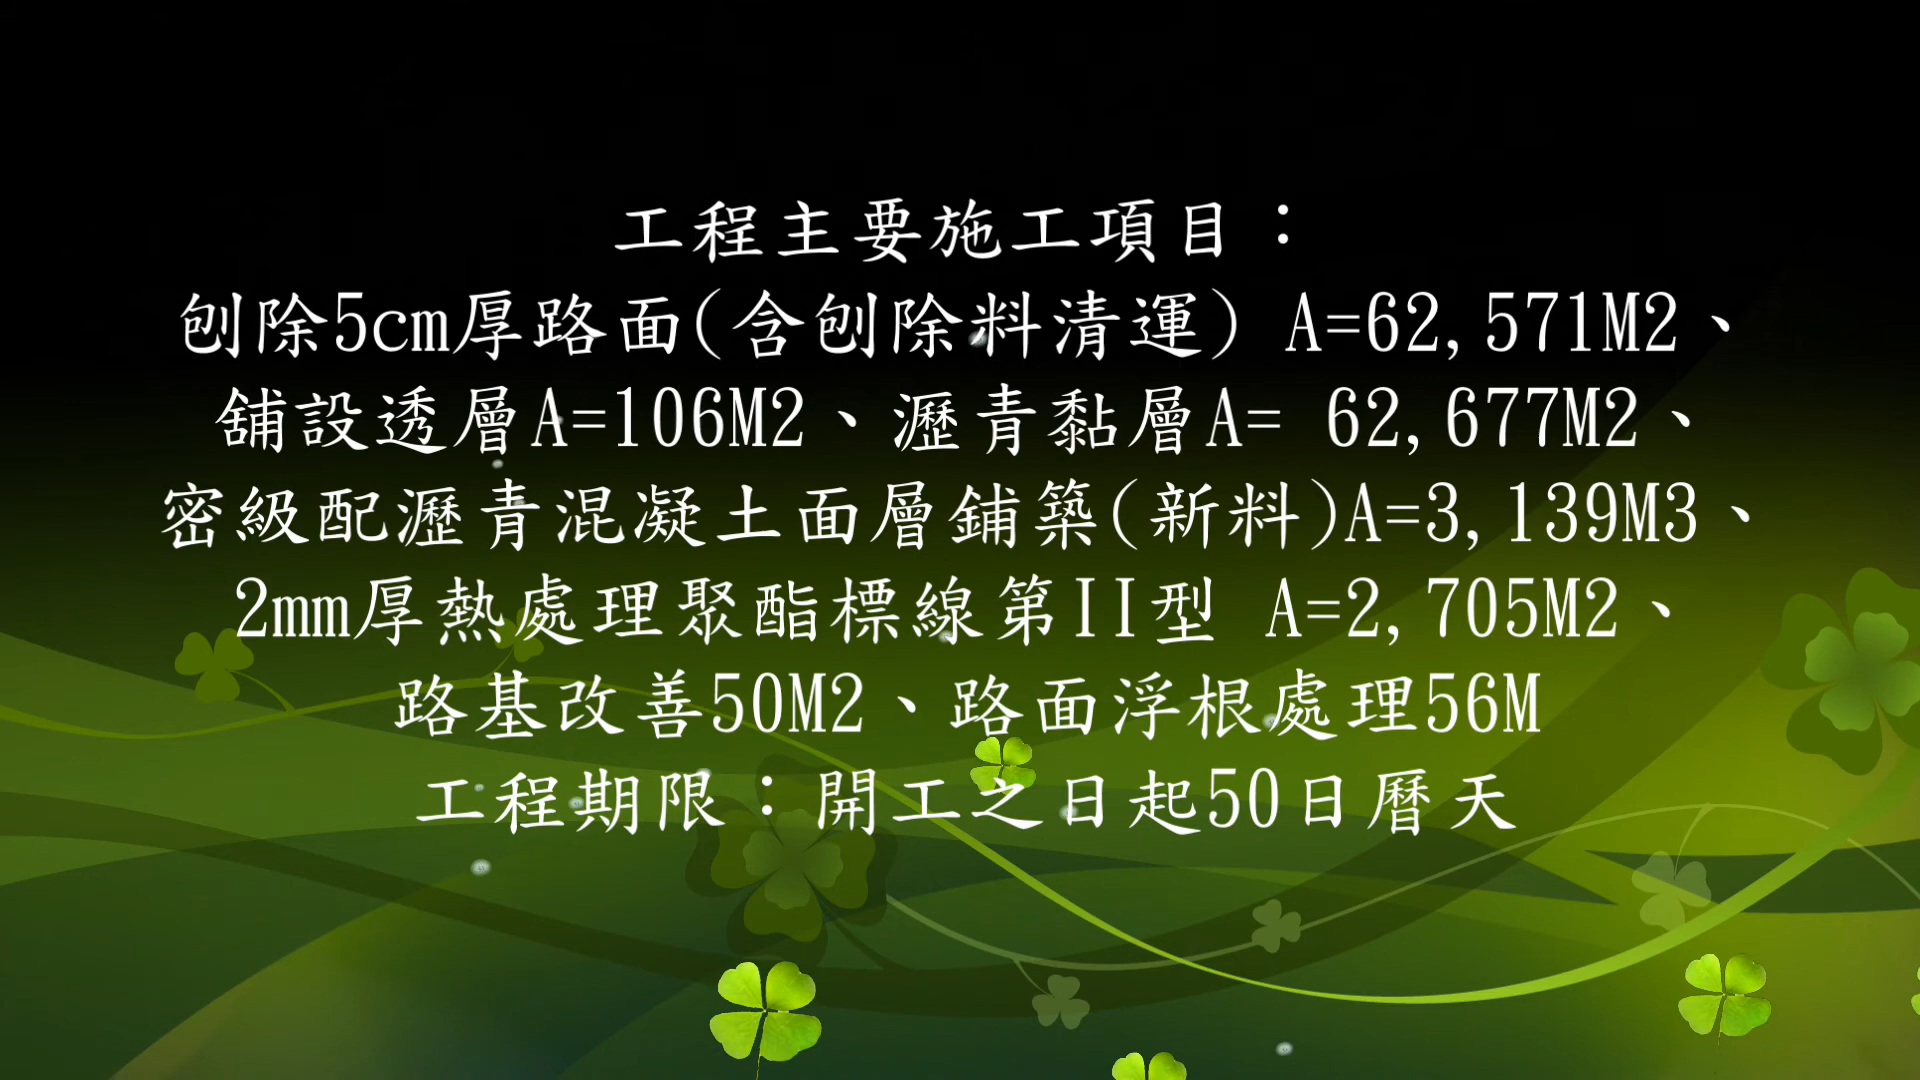 工程主要施工項目：
刨除5cm厚路面(含刨除料清運) A=62,571M2、
舖設透層A=106M2、瀝青黏層A= 62,677M2、
密級配瀝青混凝土面層鋪築(新料)A=3,139M3、
2mm厚熱處理聚酯標線第II型 A=2,705M2、
路基改善50M2、路面浮根處理56M
工程期限：開工之日起50日曆天